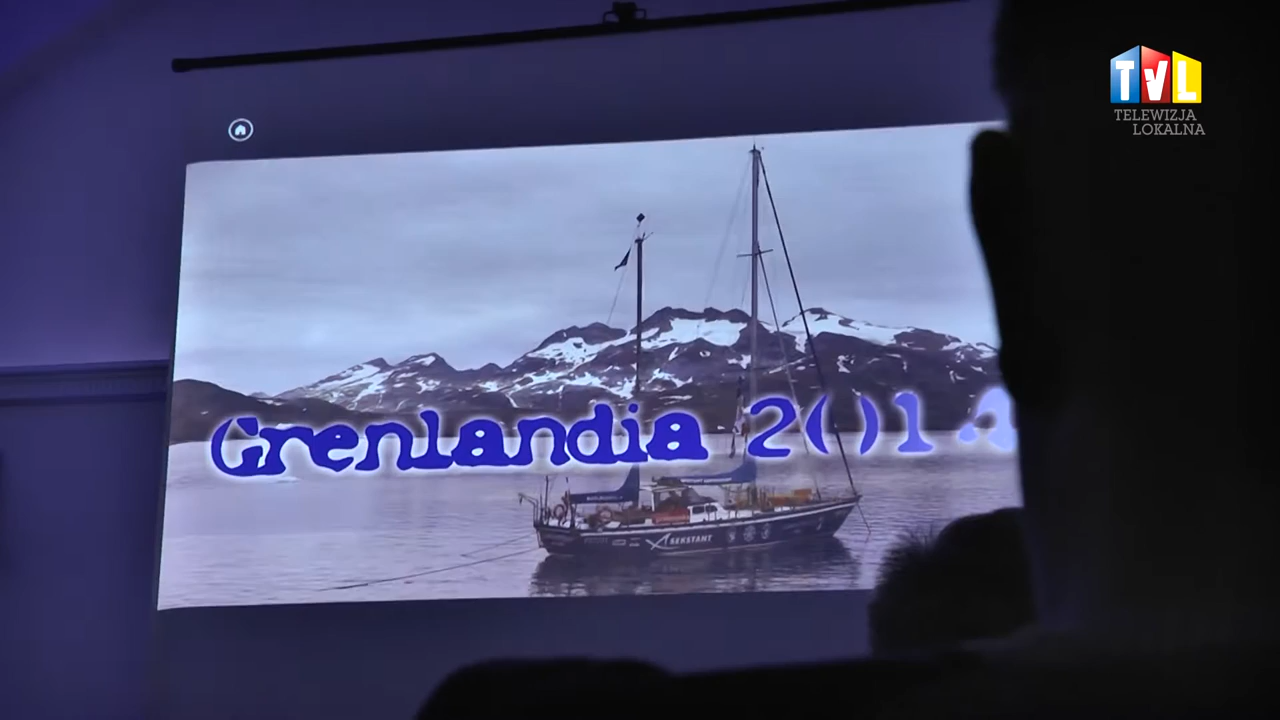 TVL
TELEWIZJA
LOKALNA
Grenlandia 2014
SEKSTANT